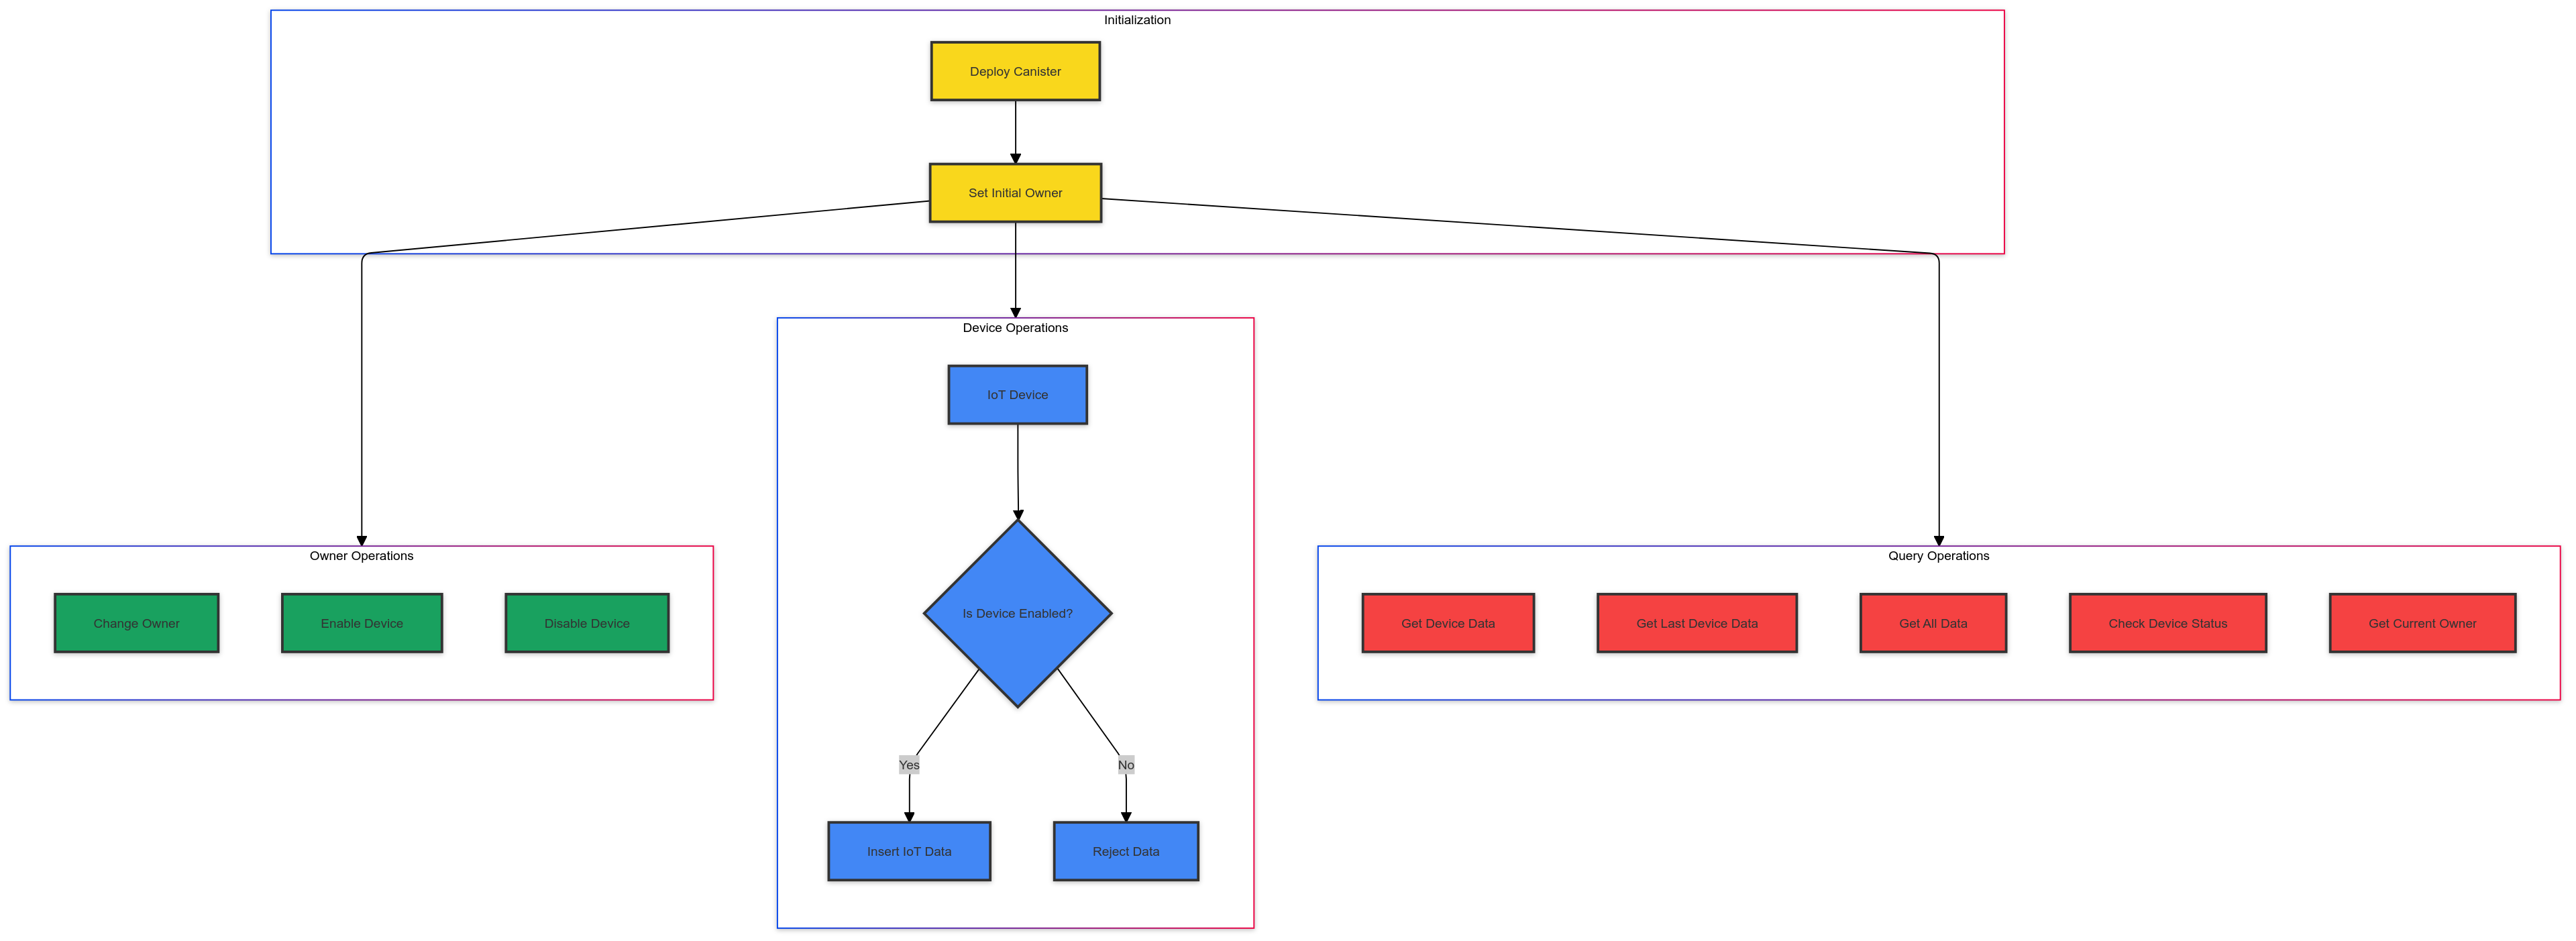 Initialization
Deploy Canister
Set Initial Owner
Device Operations
IoT Device
Owner Operations
Change Owner
Enable Device
Disable Device
Is Device Enabled?
Yes
No
Insert IoT Data
Reject Data
Query Operations
Get Device Data
Get Last Device Data
Get All Data
Check Device Status
Get Current Owner